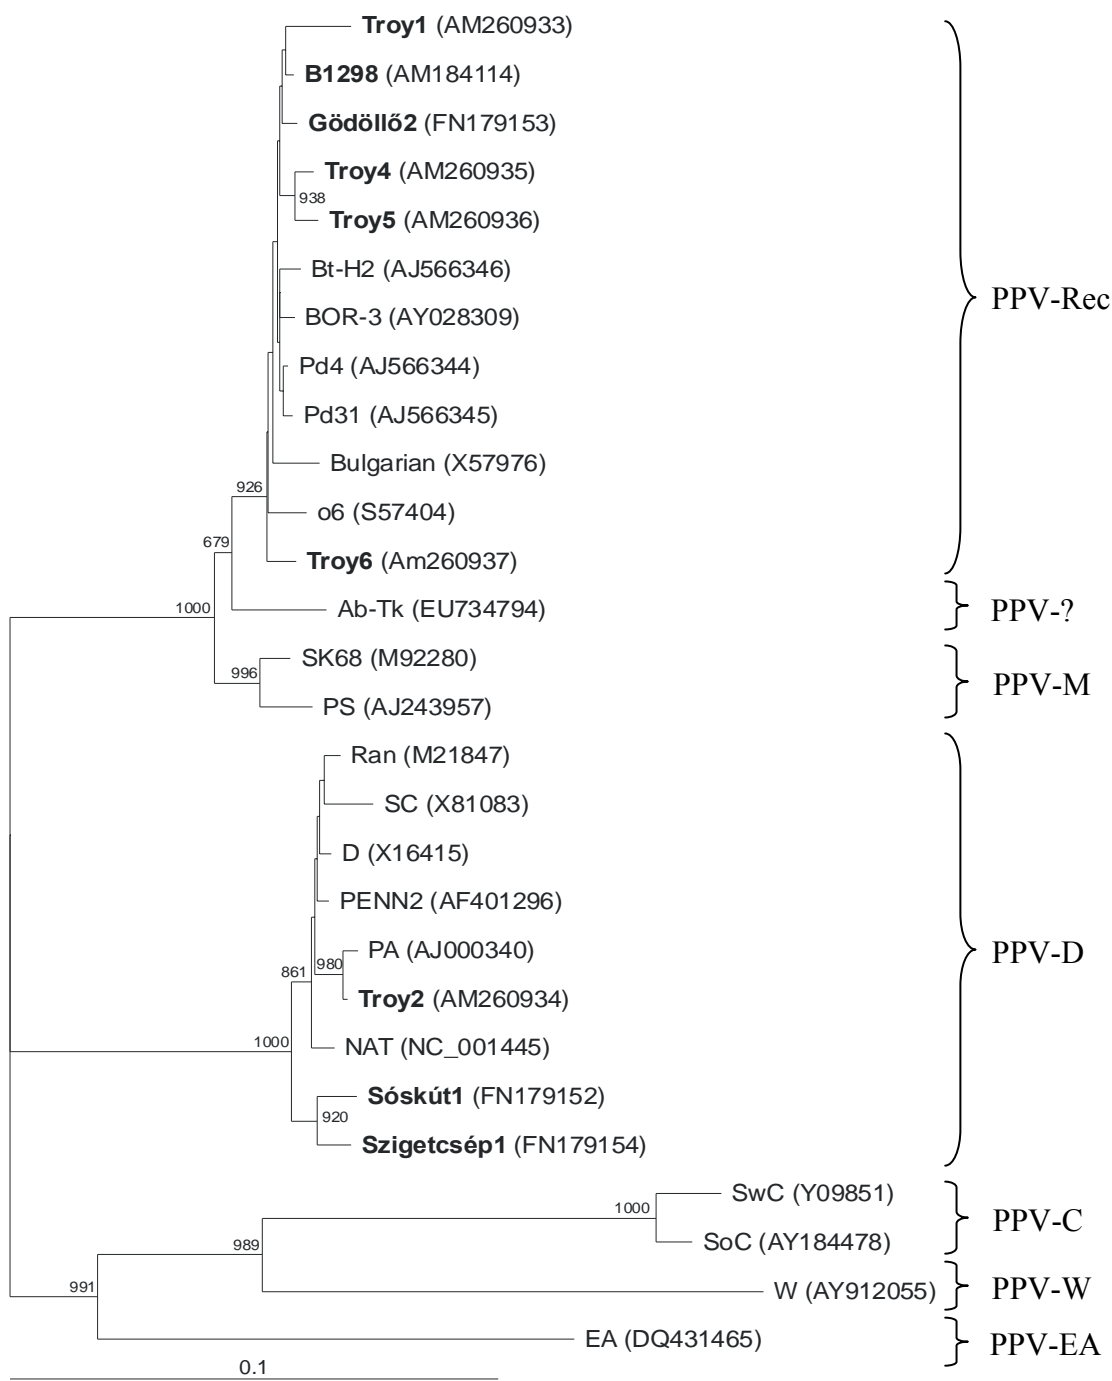 Troy1 (AM260933)
B1298 (AM184114)
Gödöllő2 (FN179153)
Troy4 (AM260935)
938
Troy5 (AM260936)
Bt-H2 (AJ566346)
PPV-Rec
BOR-3 (AY028309)
Pd4 (AJ566344)
Pd31 (AJ566345)
Bulgarian (X57976)
926
o6 (S57404)
679
Troy6 (Am260937)
1000
Ab-Tk (EU734794)
PPV-?
SK68 (M92280)
996
PPV-M
PS (AJ243957)
Ran (M21847)
SC (X81083)
D (X16415)
PENN2 (AF401296)
PA (AJ000340)
PPV-D
980
861
Troy2 (AM260934)
1000
NAT (NC_001445)
Sóskút1 (FN179152)
920
Szigetcsép1 (FN179154)
SwC (Y09851)
1000
PPV-C
989
SoC (AY184478)
991
W (AY912055)
PPV-W
EA (DQ431465)
PPV-EA
0.1